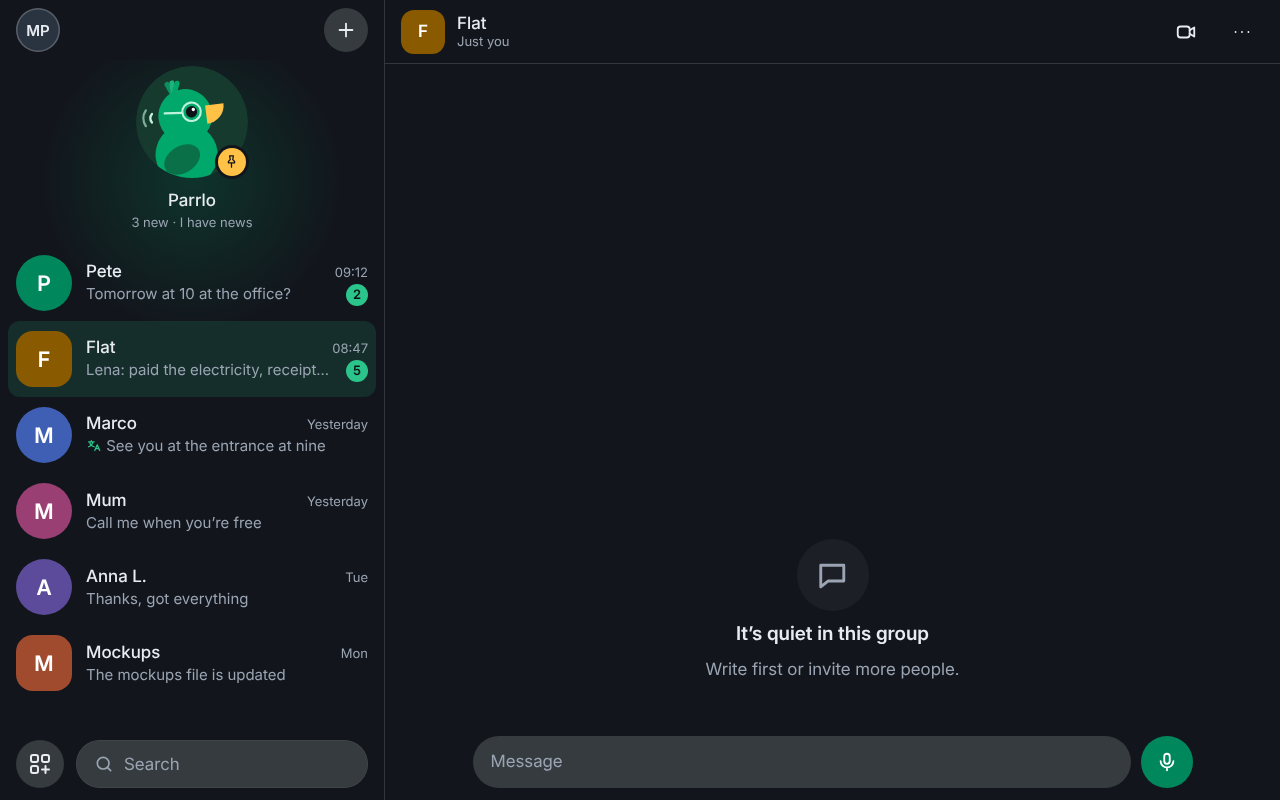 MP
Parrlo
3 new · I have news
P
Pete
09:12
Tomorrow at 10 at the office?
2
F
Flat
08:47
Lena: paid the electricity, receipt...
5
M
Marco
Yesterday
See you at the entrance at nine
M
Mum
Yesterday
Call me when you’re free
A
Anna L.
Tue
Thanks, got everything
M
Mockups
Mon
The mockups file is updated
Search
F
Flat
Just you
It’s quiet in this group
Write first or invite more people.
Message